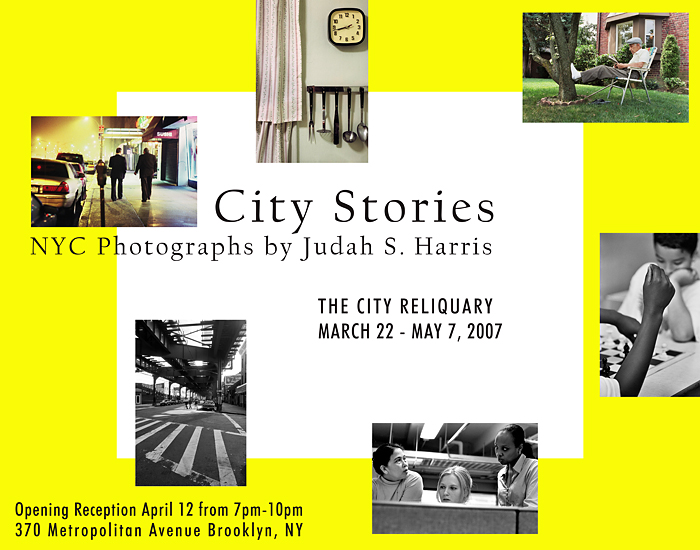 SUSHI
City Stories
NYC Photographs by Judah S. Harris
THE CITY RELIQUARY
MARCH 22 - MAY 7, 2007
Opening Reception April 12 from 7pm-10pm
370 Metropolitan Avenue Brooklyn, NY